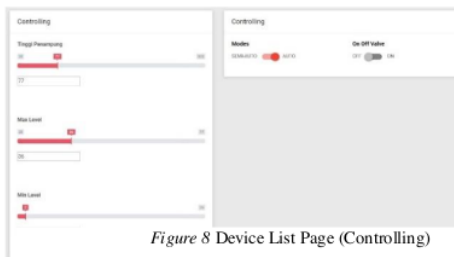 Controlling
Tinggi Penampung
Max Level
Min Level
Controlling
Modes
SEMI-AUTO AUTO
On Off Valve
OFF ON
Figure 8 Device List Page (Controlling)